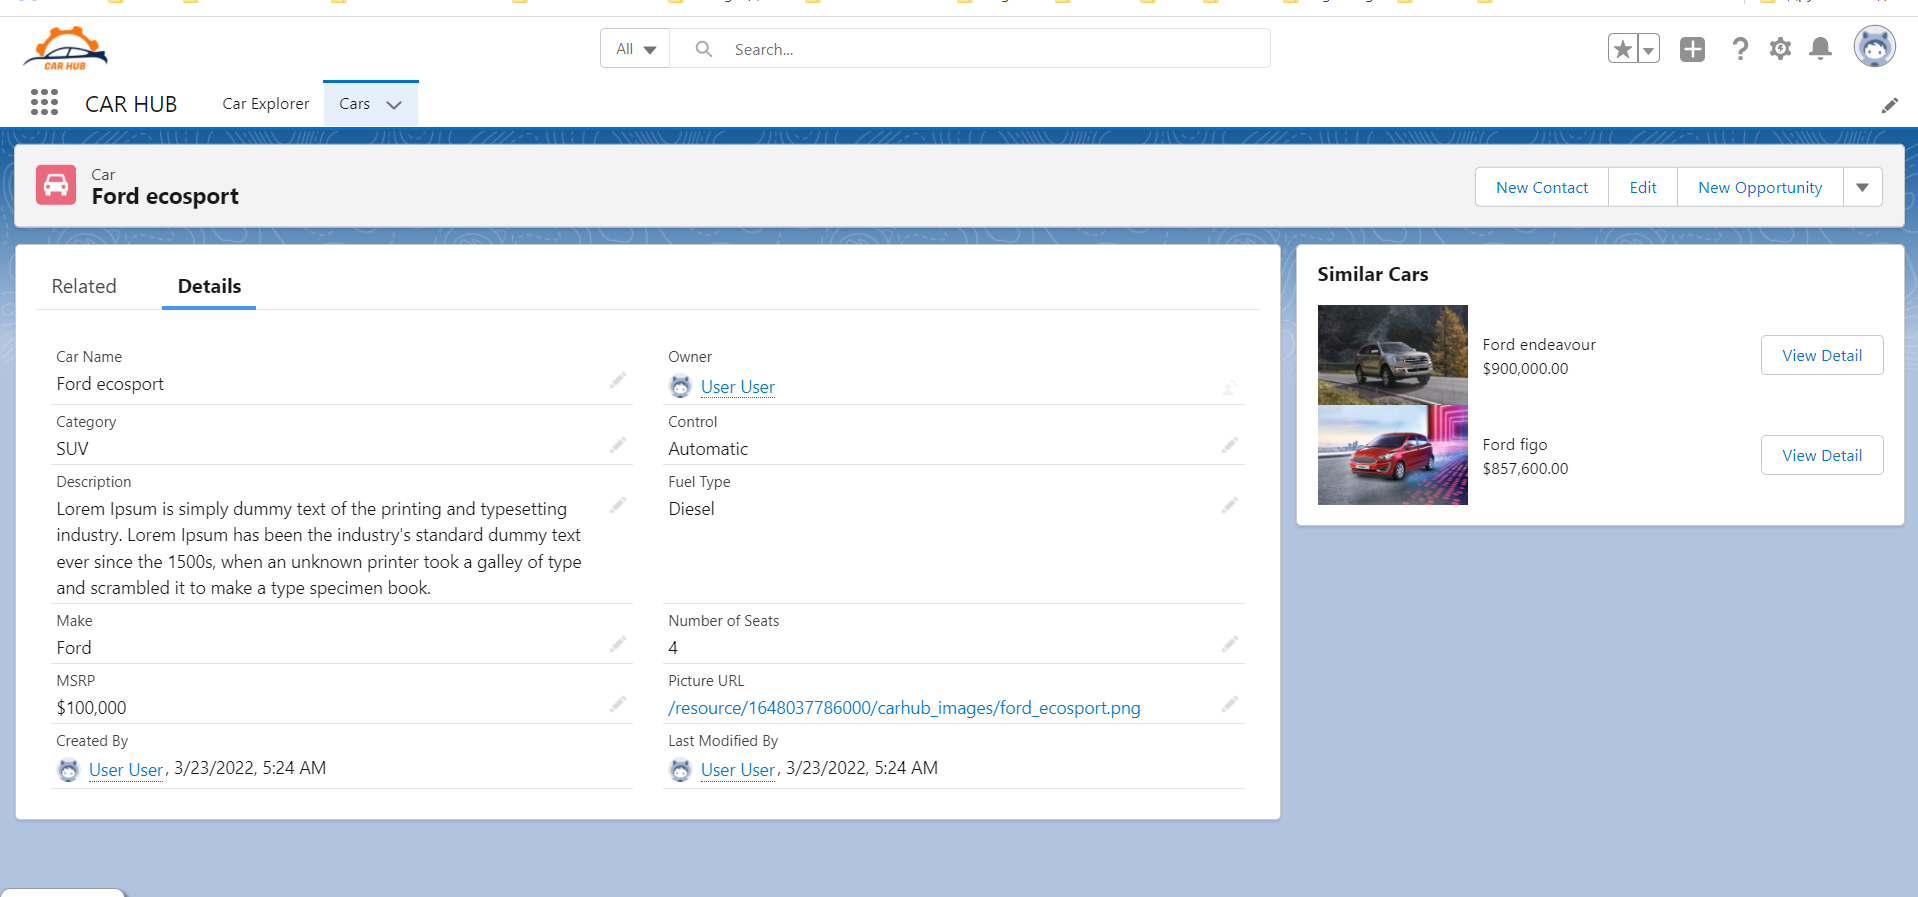 CAR HUB
All
Search...
CAR HUB
Car Explorer
Cars
Car
Ford ecosport
New Contact
Edit
New Opportunity
Related
Details
Car Name
Ford ecosport
Owner
User User
Category
SUV
Control
Automatic
Description
Lorem Ipsum is simply dummy text of the printing and typesetting
industry. Lorem Ipsum has been the industry's standard dummy text
ever since the 1500s, when an unknown printer took a galley of type
and scrambled it to make a type specimen book.
Fuel Type
Diesel
Make
Ford
Number of Seats
4
MSRP
$100,000
Picture URL
/resource/1648037786000/carhub_images/ford_ecosport.png
Created By
User User, 3/23/2022, 5:24 AM
Last Modified By
User User, 3/23/2022, 5:24 AM
Similar Cars
Ford endeavour
$900,000.00
View Detail
Ford figo
$857,600.00
View Detail